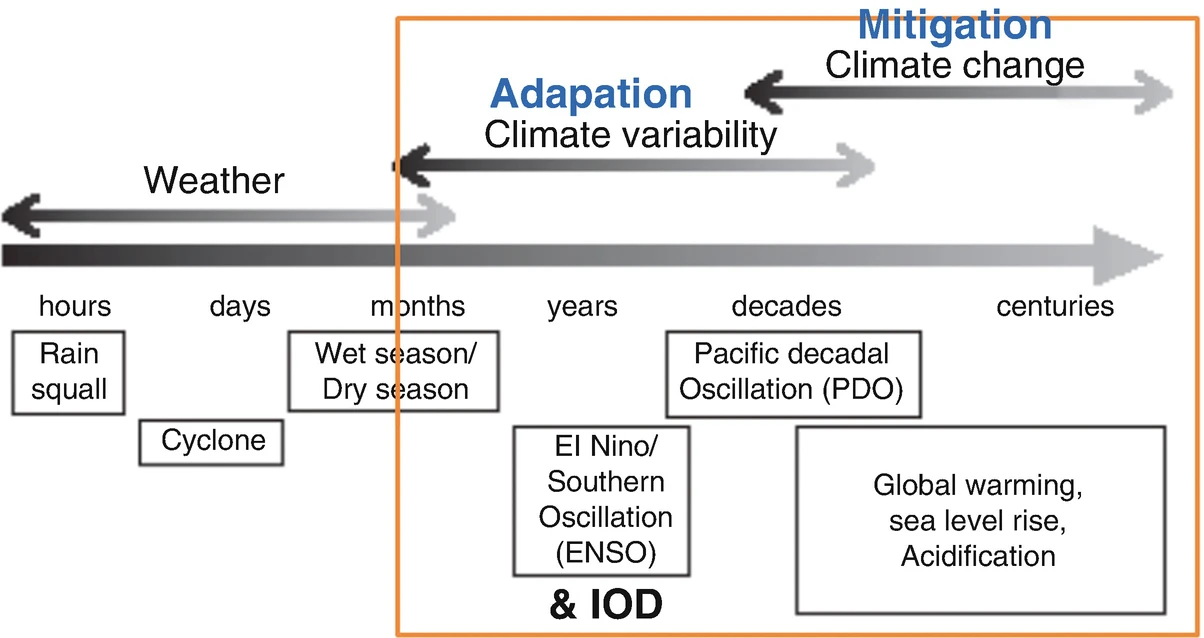 Mitigation
Climate change
Adapation
Climate variability
Weather
hours days months years decades centuries
Rain
squall
Wet season/
Dry season
Pacific decadal
Oscillation (PDO)
Cyclone
El Nino/
Southern
Oscillation
(ENSO)
& IOD
Global warming,
sea level rise,
Acidification